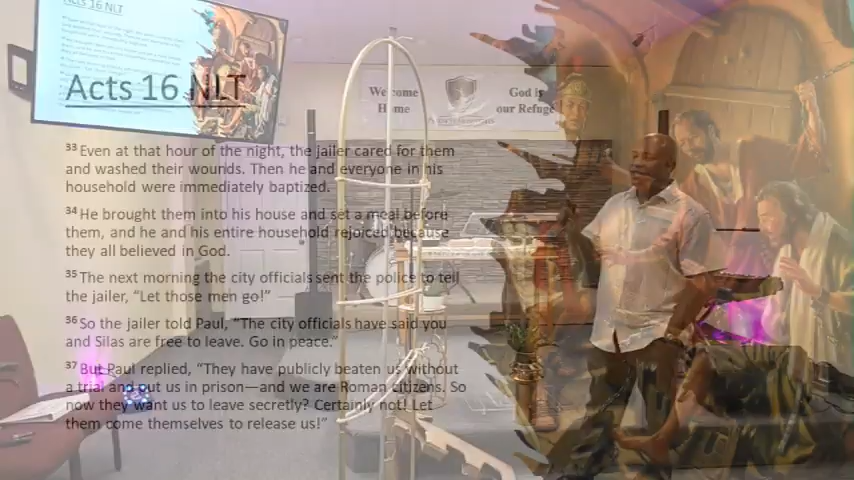 Acts 16 NLT
Welcome
Home
God is
our Refuge
Acts 16 NLT
33 Even at that hour of the night, the jailer cared for them
and washed their wounds. Then he and everyone in his
household were immediately baptized.
34 He brought them into his house and set a meal before
them, and he and his entire household rejoiced because
they all believed in God.
35 The next morning the city officials sent the police to tell
the jailer, “Let those men go!”
36 So the jailer told Paul, “The city officials have said you
and Silas are free to leave. Go in peace.”
37 But Paul replied, “They have publicly beaten us without
a trial and put us in prison—and we are Roman citizens. So
now they want us to leave secretly? Certainly not! Let
them come themselves to release us!”